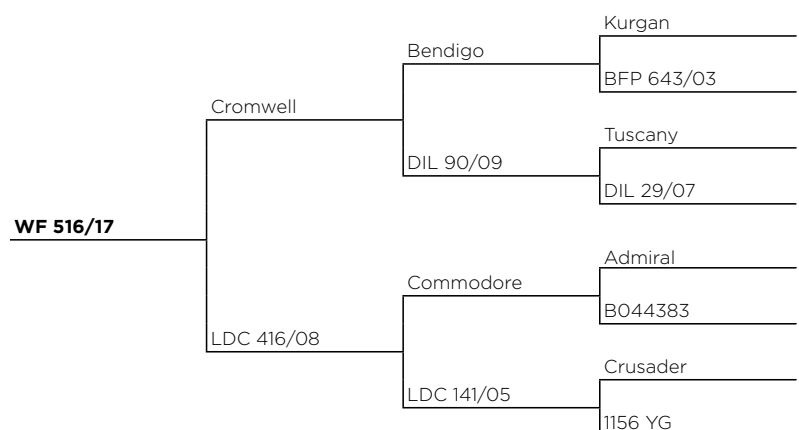 Kurgan
Bendigo
BFP 643/03
Cromwell
Tuscany
DIL 90/09
DIL 29/07
WF 516/17
Admiral
Commodore
B044383
LDC 416/08
Crusader
LDC 141/05
1156 YG